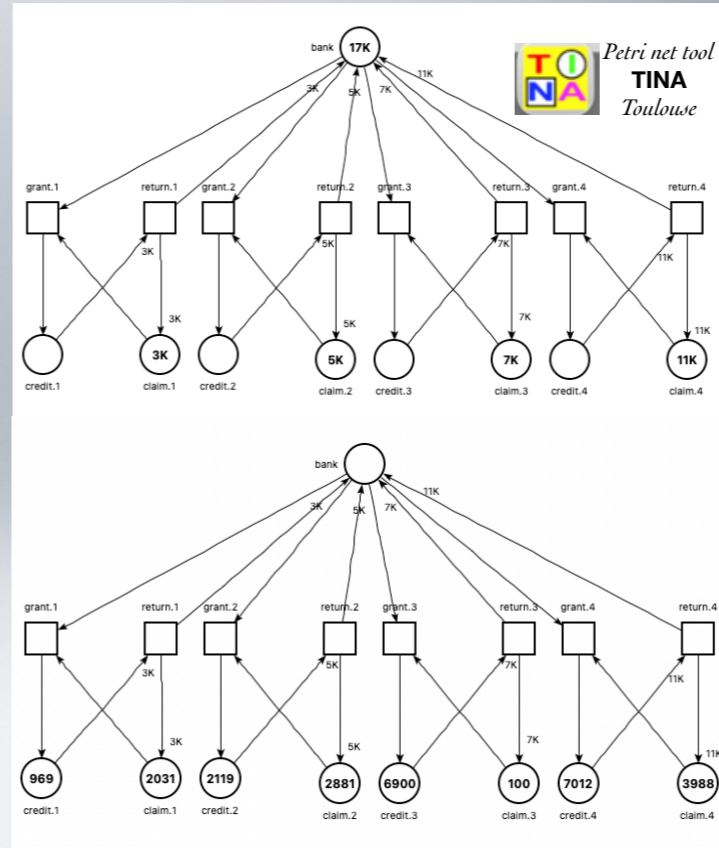 bank 17K
TINA
Petri net tool
TINA
Toulouse
3K 5K 7K 11K
grant.1 return.1 grant.2 return.2 grant.3 return.3 grant.4 return.4
3K 5K 7K 11K
3K 5K 7K 11K
3K 5K 7K 11K
credit.1 claim.1 credit.2 claim.2 credit.3 claim.3 credit.4 claim.4
bank
3K 5K 7K 11K
grant.1 return.1 grant.2 return.2 grant.3 return.3 grant.4 return.4
3K 5K 7K 11K
3K 5K 7K 11K
969 2031 2119 2881 6900 100 7012 3988
credit.1 claim.1 credit.2 claim.2 credit.3 claim.3 credit.4 claim.4